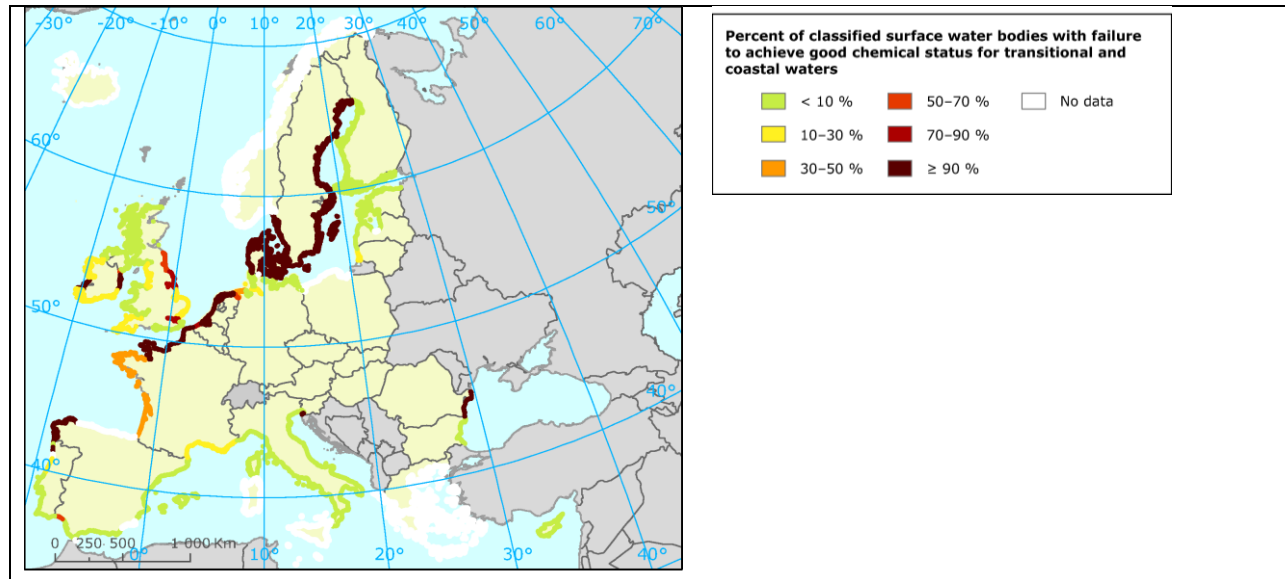 -30° -20° -10° 0° 10° 20° 30° 40° 50° 60° 70°
60°
50°
40°
60°
50°
40°
0 250 500 1 000 Km
0° 10° 20° 30° 40°
Percent of classified surface water bodies with failure
to achieve good chemical status for transitional and
coastal waters
< 10 % 50–70 % No data
10–30 % 70–90 %
30–50 % ≥ 90 %